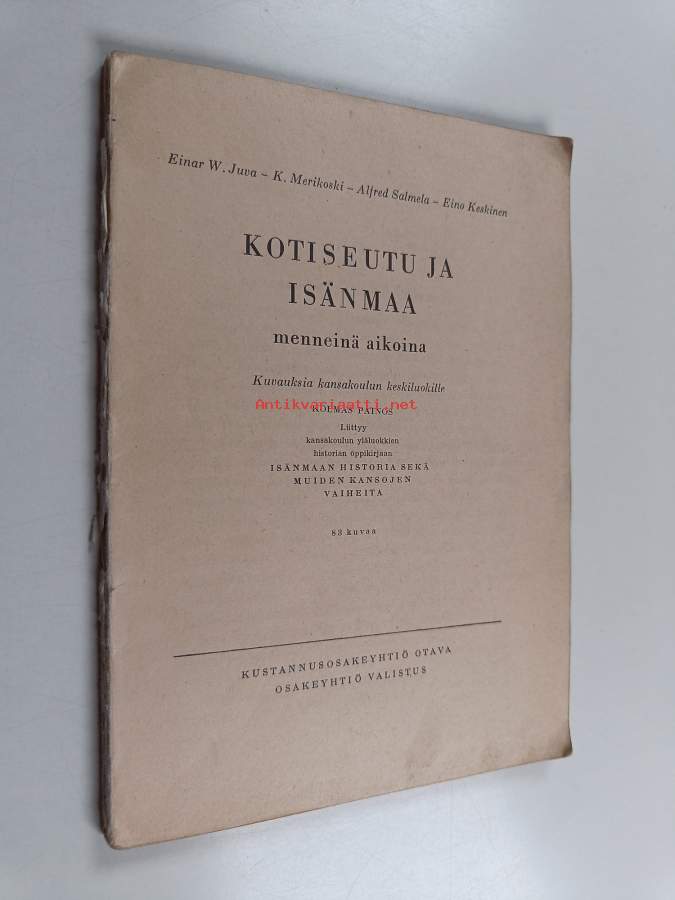 Einar W. Juva – K. Merikoski – Alfred Salmela – Eino Keskinen
KOTISEUTU JA
ISÄNMAA
menneinä aikoina
Kuvauksia kansakoulun keskiluokille
Antikvariaatti.net
KOLMAS PAINOS
Liittyy
kansakoulun yläluokkien
historian oppikirjaan
ISÄNMAAN HISTORIA SEKÄ
MUIDEN KANSOJEN
VAIHEITA
83 kuvaa
KUSTANNUSOSAKEYHTIÖ OTAVA
OSAKEYHTIÖ VALISTUS